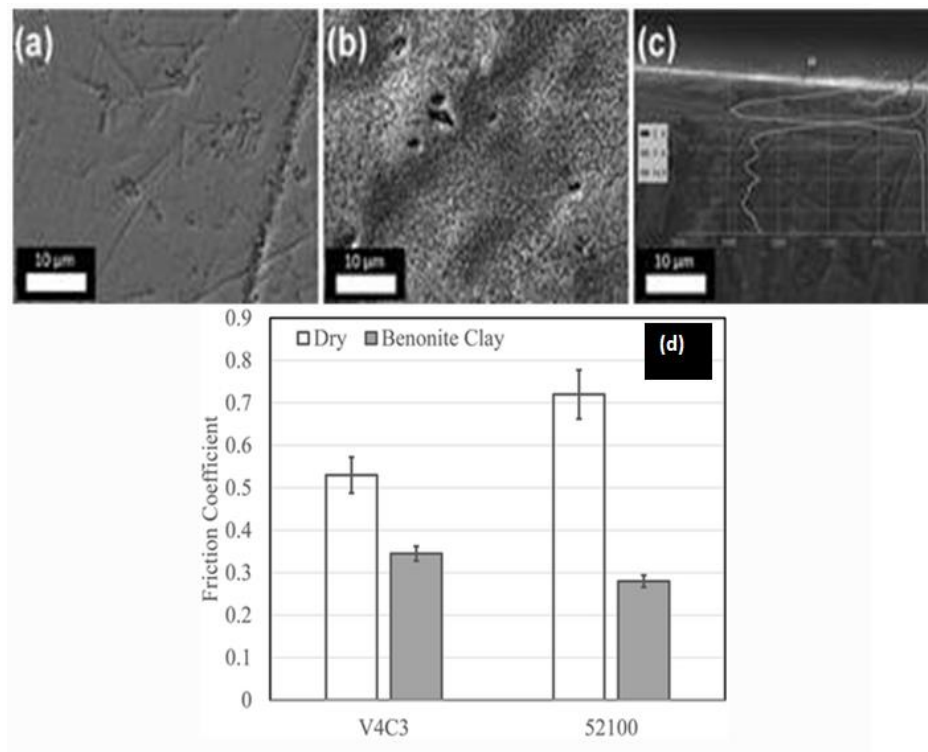 (a)
(b)
(c)
10 µm
10 µm
10 µm
(d)
Dry
Benonite Clay
0.9
0.8
0.7
0.6
0.5
0.4
0.3
0.2
0.1
0
Friction Coefficient
V4C3
52100